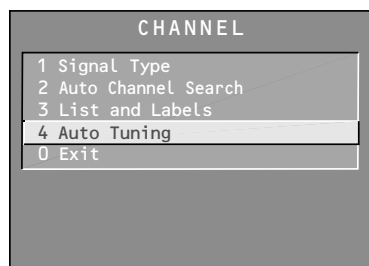 CHANNEL
1 Signal Type
2 Auto Channel Search
3 List and Labels
4 Auto Tuning
0 Exit